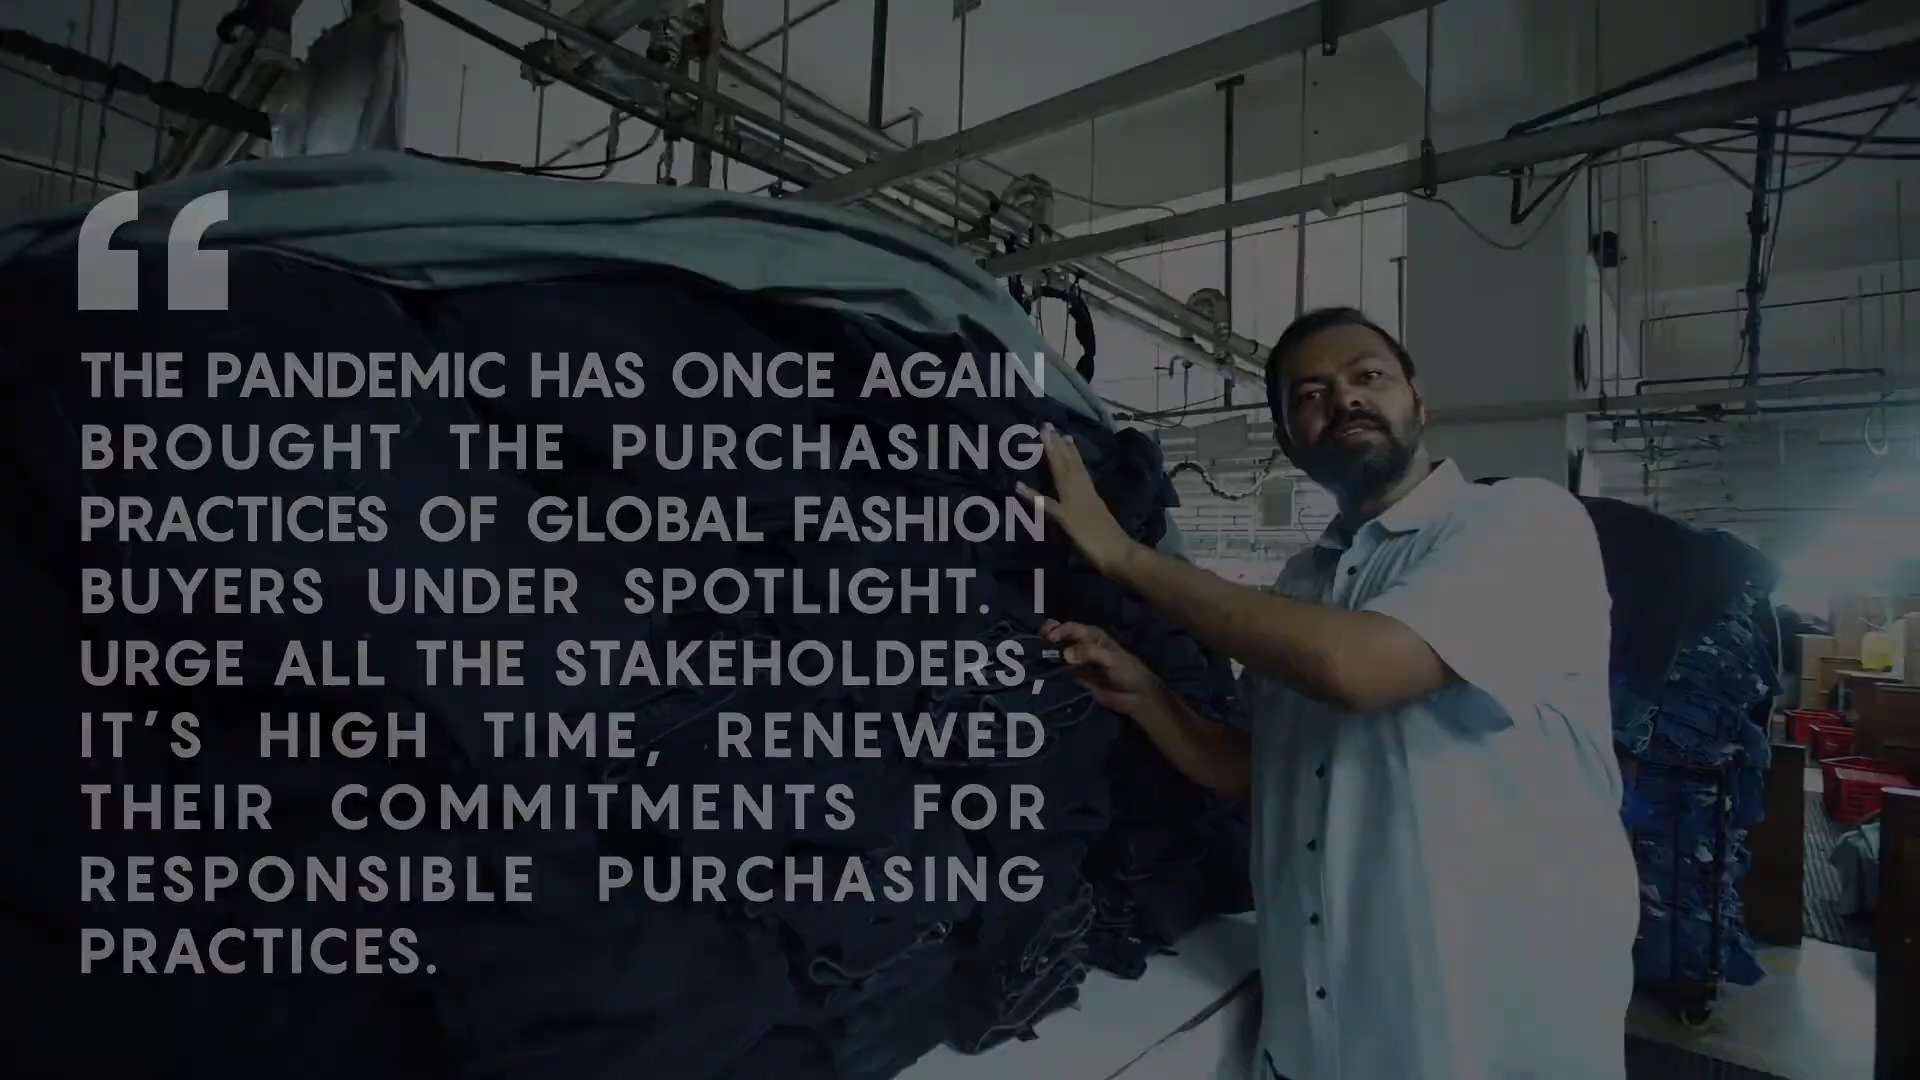 “
THE PANDEMIC HAS ONCE AGAIN
BROUGHT THE PURCHASING
PRACTICES OF GLOBAL FASHION
BUYERS UNDER SPOTLIGHT. I
URGE ALL THE STAKEHOLDERS,
IT’S HIGH TIME, RENEWED
THEIR COMMITMENTS FOR
RESPONSIBLE PURCHASING
PRACTICES.